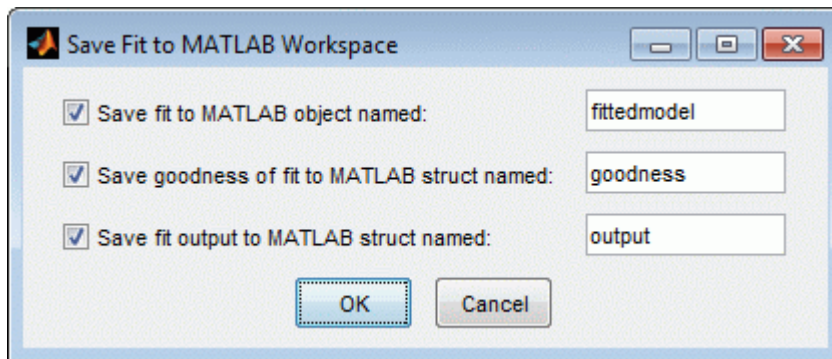 Save Fit to MATLAB Workspace
Save fit to MATLAB object named: fittedmodel
Save goodness of fit to MATLAB struct named: goodness
Save fit output to MATLAB struct named: output
OK Cancel